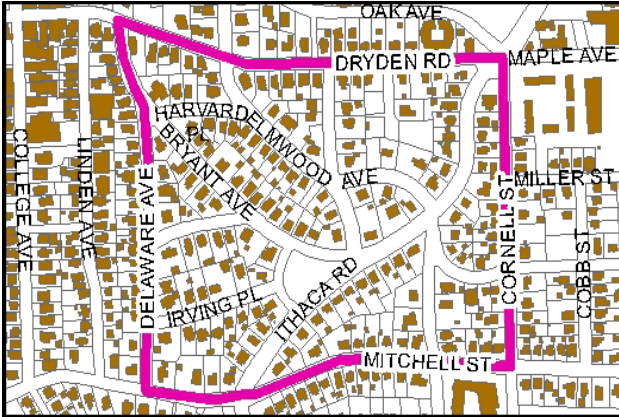 OAK AVE
DRYDEN RD
MAPLE AVE
HARVARD
PL
ELMWOOD AVE
BRYANT AVE
COLLEGE AVE
LINDEN AVE
DELAWARE AVE
MILLER ST
CORNELL ST
COBB ST
IRVING PL
ITHACA RD
MITCHELL ST